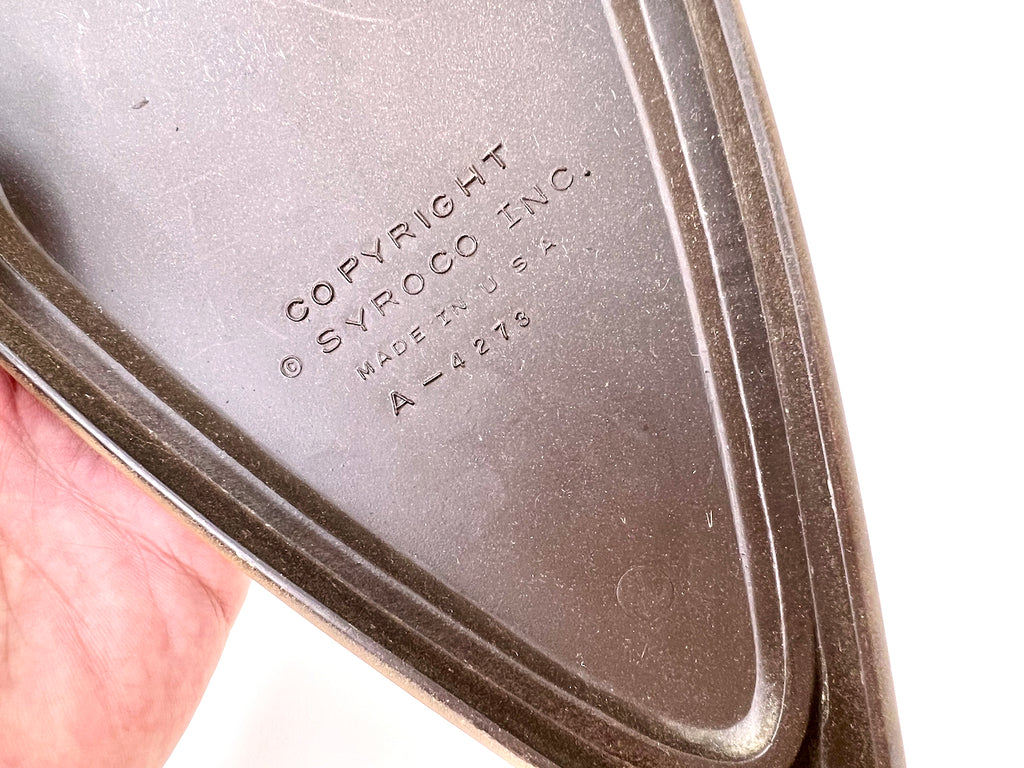 COPYRIGHT
© SYROCO INC.
MADE IN U S A
A-4273